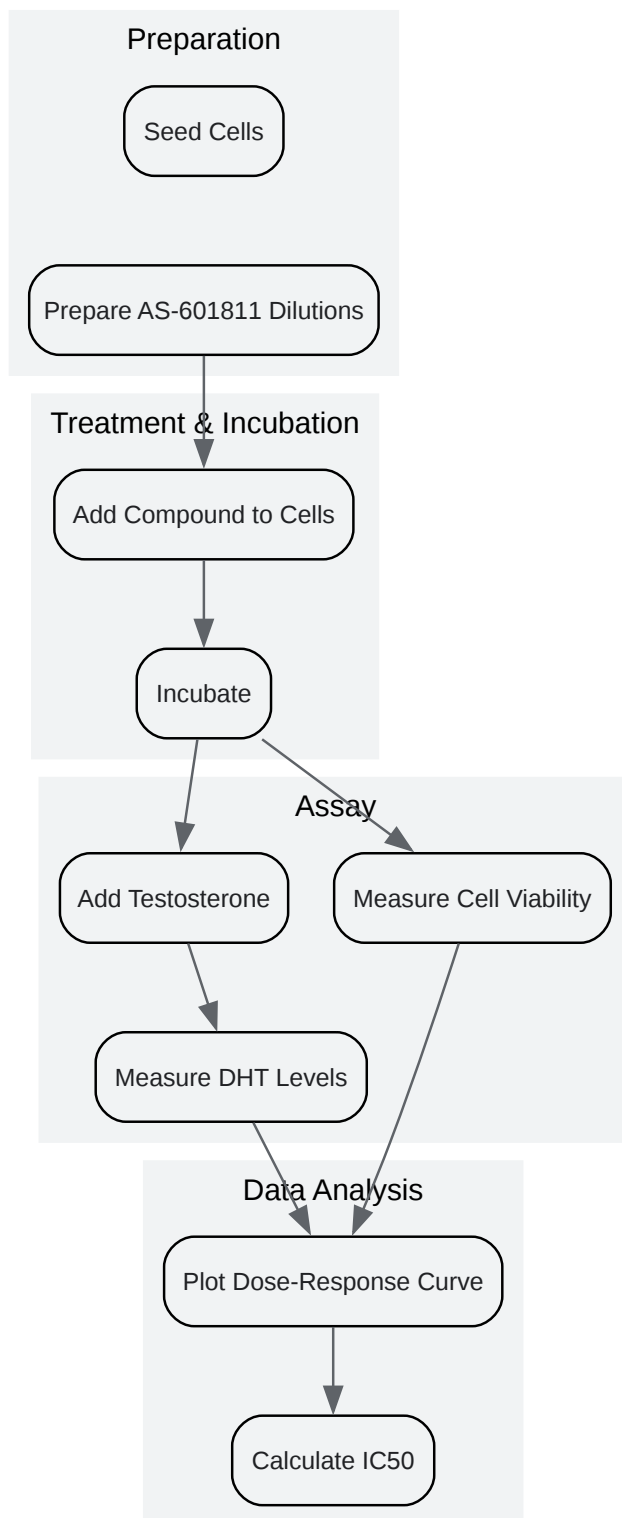 Preparation
Seed Cells
Prepare AS-601811 Dilutions
Treatment & Incubation
Add Compound to Cells
Incubate
Assay
Add Testosterone
Measure Cell Viability
Measure DHT Levels
Data Analysis
Plot Dose-Response Curve
Calculate IC50